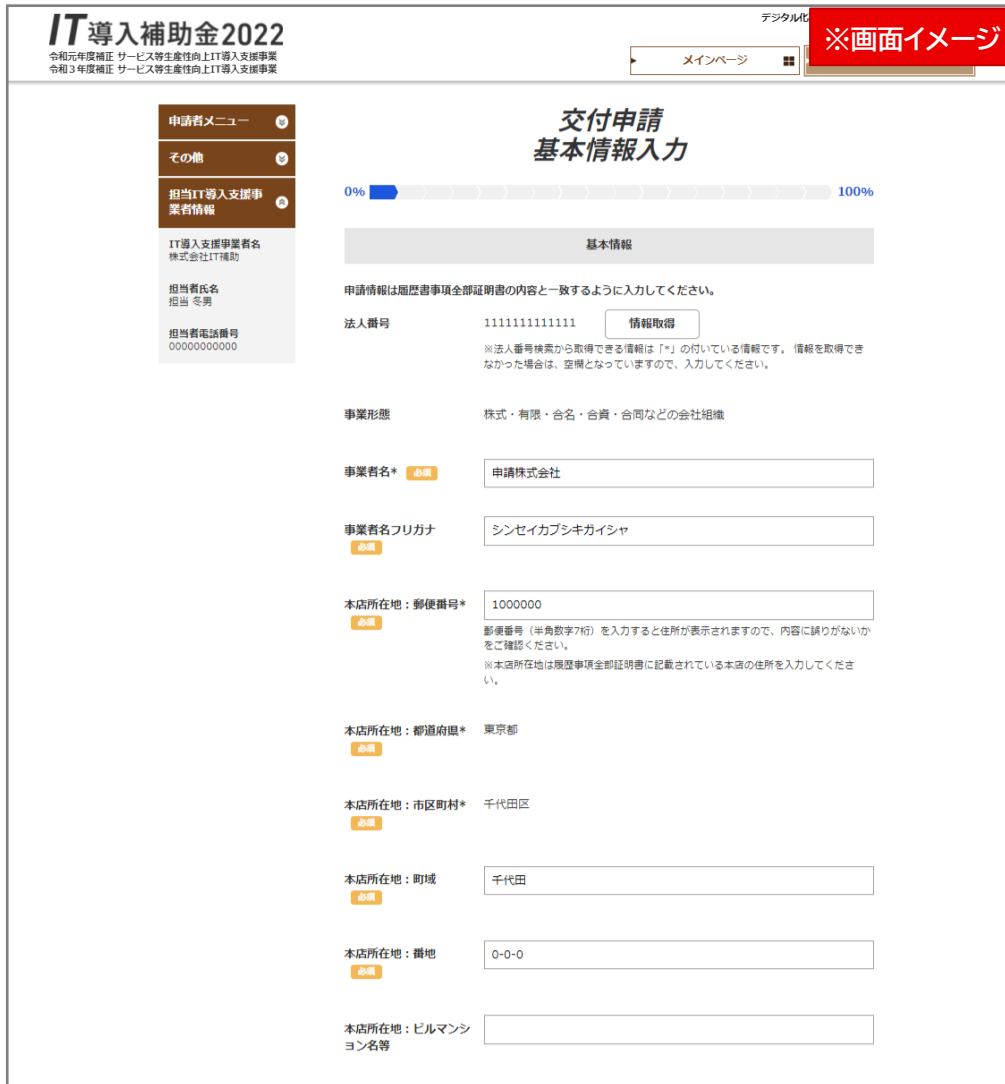 IT導入補助金2022
令和元年度補正 サービス等生産性向上IT導入支援事業
令和3年度補正 サービス等生産性向上IT導入支援事業
デジタル化
※画面イメージ
メインページ
申請者メニュー
その他
担当IT導入支援事
業者情報
IT導入支援事業者名
株式会社IT補助
担当者氏名
担当 冬男
担当者電話番号
00000000000
交付申請
基本情報入力
0%
100%
基本情報
申請情報は履歴書事項全部証明書の内容と一致するように入力してください。
法人番号
1111111111111
情報取得
※法人番号検索から取得できる情報は「*」の付いている情報です。 情報を取得でき
なかった場合は、空欄となっていますので、入力してください。
事業形態
株式・有限・合名・合資・合同などの会社組織
事業者名* 必須
申請株式会社
事業者名フリガナ
必須
シンセイカブシキガイシャ
本店所在地：郵便番号*
必須
1000000
郵便番号（半角数字7桁）を入力すると住所が表示されますので、内容に誤りがないか
をご確認ください。
※本店所在地は履歴事項全部証明書に記載されている本店の住所を入力してくださ
い。
本店所在地：都道府県*
必須
東京都
本店所在地：市区町村*
必須
千代田区
本店所在地：町域
必須
千代田
本店所在地：番地
必須
0-0-0
本店所在地：ビルマンシ
ョン名等